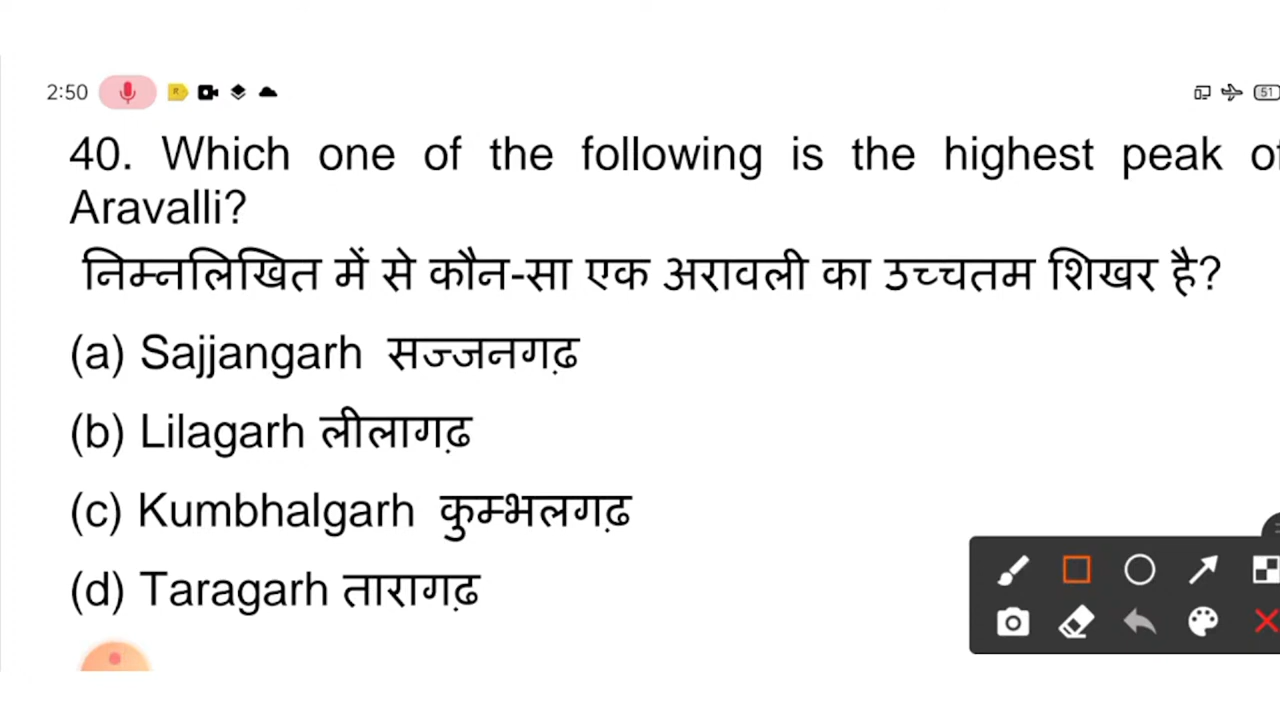 2:50
51
40. Which one of the following is the highest peak of
Aravalli?
निम्नलिखित में से कौन-सा एक अरावली का उच्चतम शिखर है?
(a) Sajjangarh सज्जनगढ़
(b) Lilagarh लीलागढ़
(c) Kumbhalgarh कुम्भलगढ़
(d) Taragarh तारागढ़